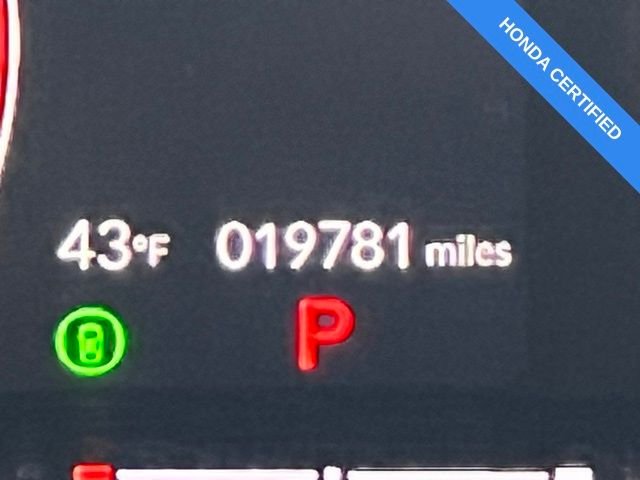 HONDA CERTIFIED
43°F 019781 miles
P